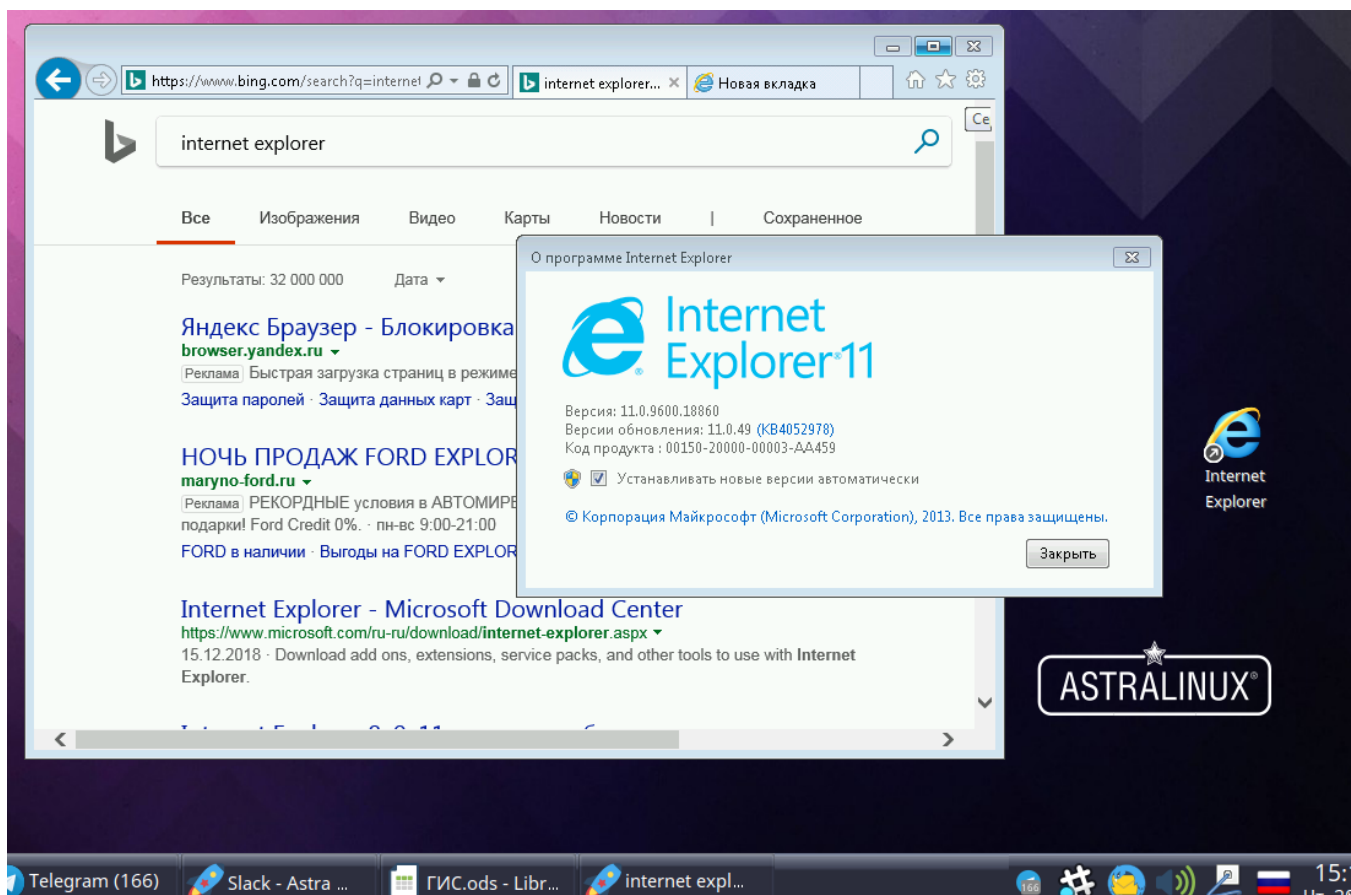 https://www.bing.com/search?q=internet
internet explorer...
Новая вкладка
internet explorer
Все Изображения Видео Карты Новости | Сохраненное
Результаты: 32 000 000 Дата
Яндекс Браузер - Блокировка
browser.yandex.ru
Реклама Быстрая загрузка страниц в режиме
Защита паролей · Защита данных карт ·
НОЧЬ ПРОДАЖ FORD
maryno-ford.ru
Реклама РЕКОРДНЫЕ условия в
подарки! Ford Credit 0%. · пн-вс 9:00-21:00
FORD в наличии · Выгоды на FORD
Internet Explorer - Microsoft Download Center
https://www.microsoft.com/ru-ru/download/internet-explorer.aspx
15.12.2018 · Download add ons, extensions, service packs, and other tools to use with Internet
Explorer.
О программе Internet Explorer
Internet
Explorer®11
Версия: 11.0.9600.18860
Версии обновления: 11.0.49 (KB4052978)
Код продукта : 00150-20000-00003-AA459
Устанавливать новые версии автоматически
© Корпорация Майкрософт (Microsoft Corporation), 2013. Все права защищены.
Закрыть
Internet
Explorer
ASTRALINUX®
Telegram (166)
Slack - Astra ...
ГИС.ods - Libr...
internet expl...
166